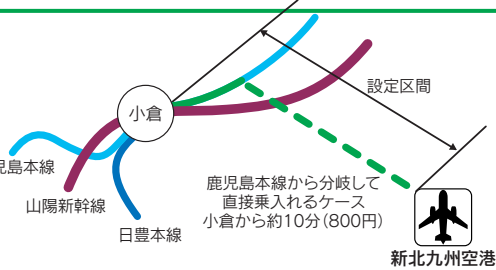 設定区間
小倉
児島本線
山陽新幹線
日豊本線
鹿児島本線から分岐して
直接乗入れるケース
小倉から約10分(800円)
新北九州空港